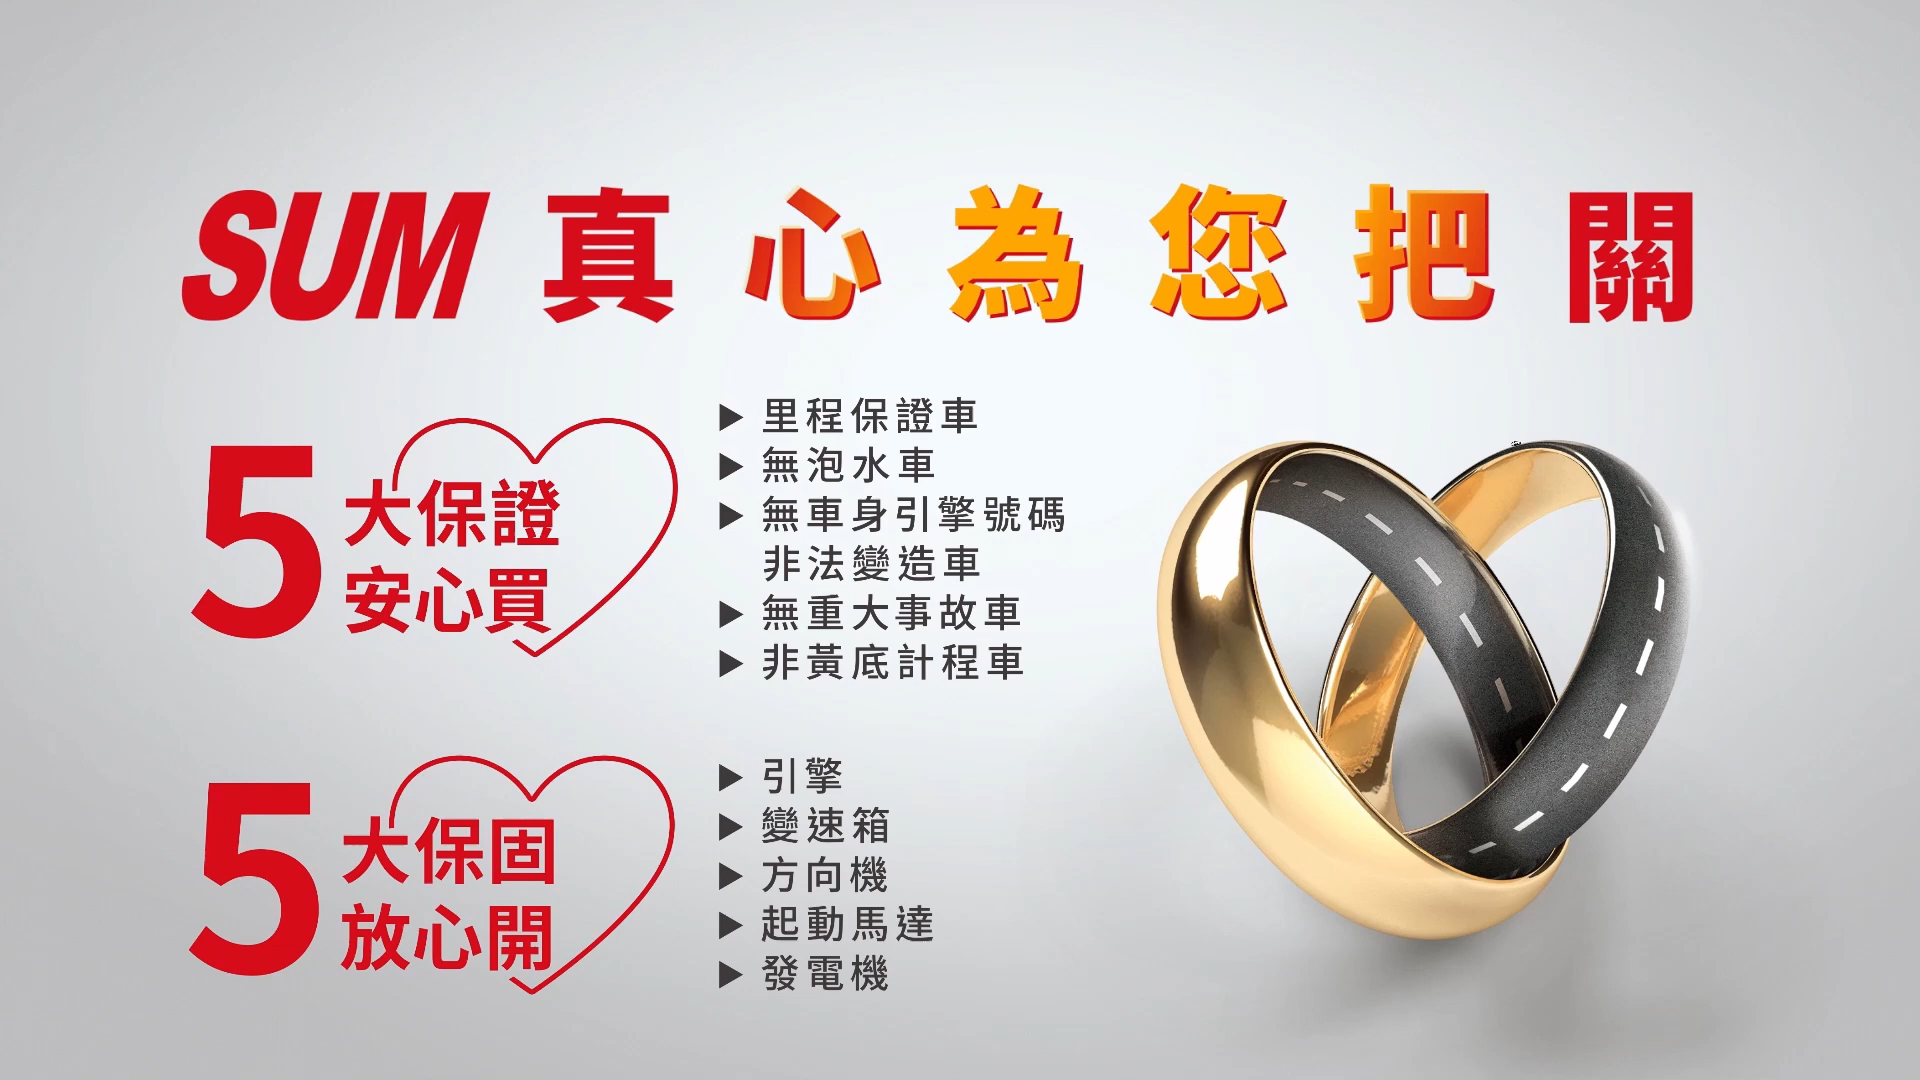 SUM 真心為您把關
5大保證
安心買
▶ 里程保證車
▶ 無泡水車
▶ 無車身引擎號碼
非法變造車
▶ 無重大事故車
▶ 非黃底計程車
5大保固
放心開
▶ 引擎
▶ 變速箱
▶ 方向機
▶ 起動馬達
▶ 發電機